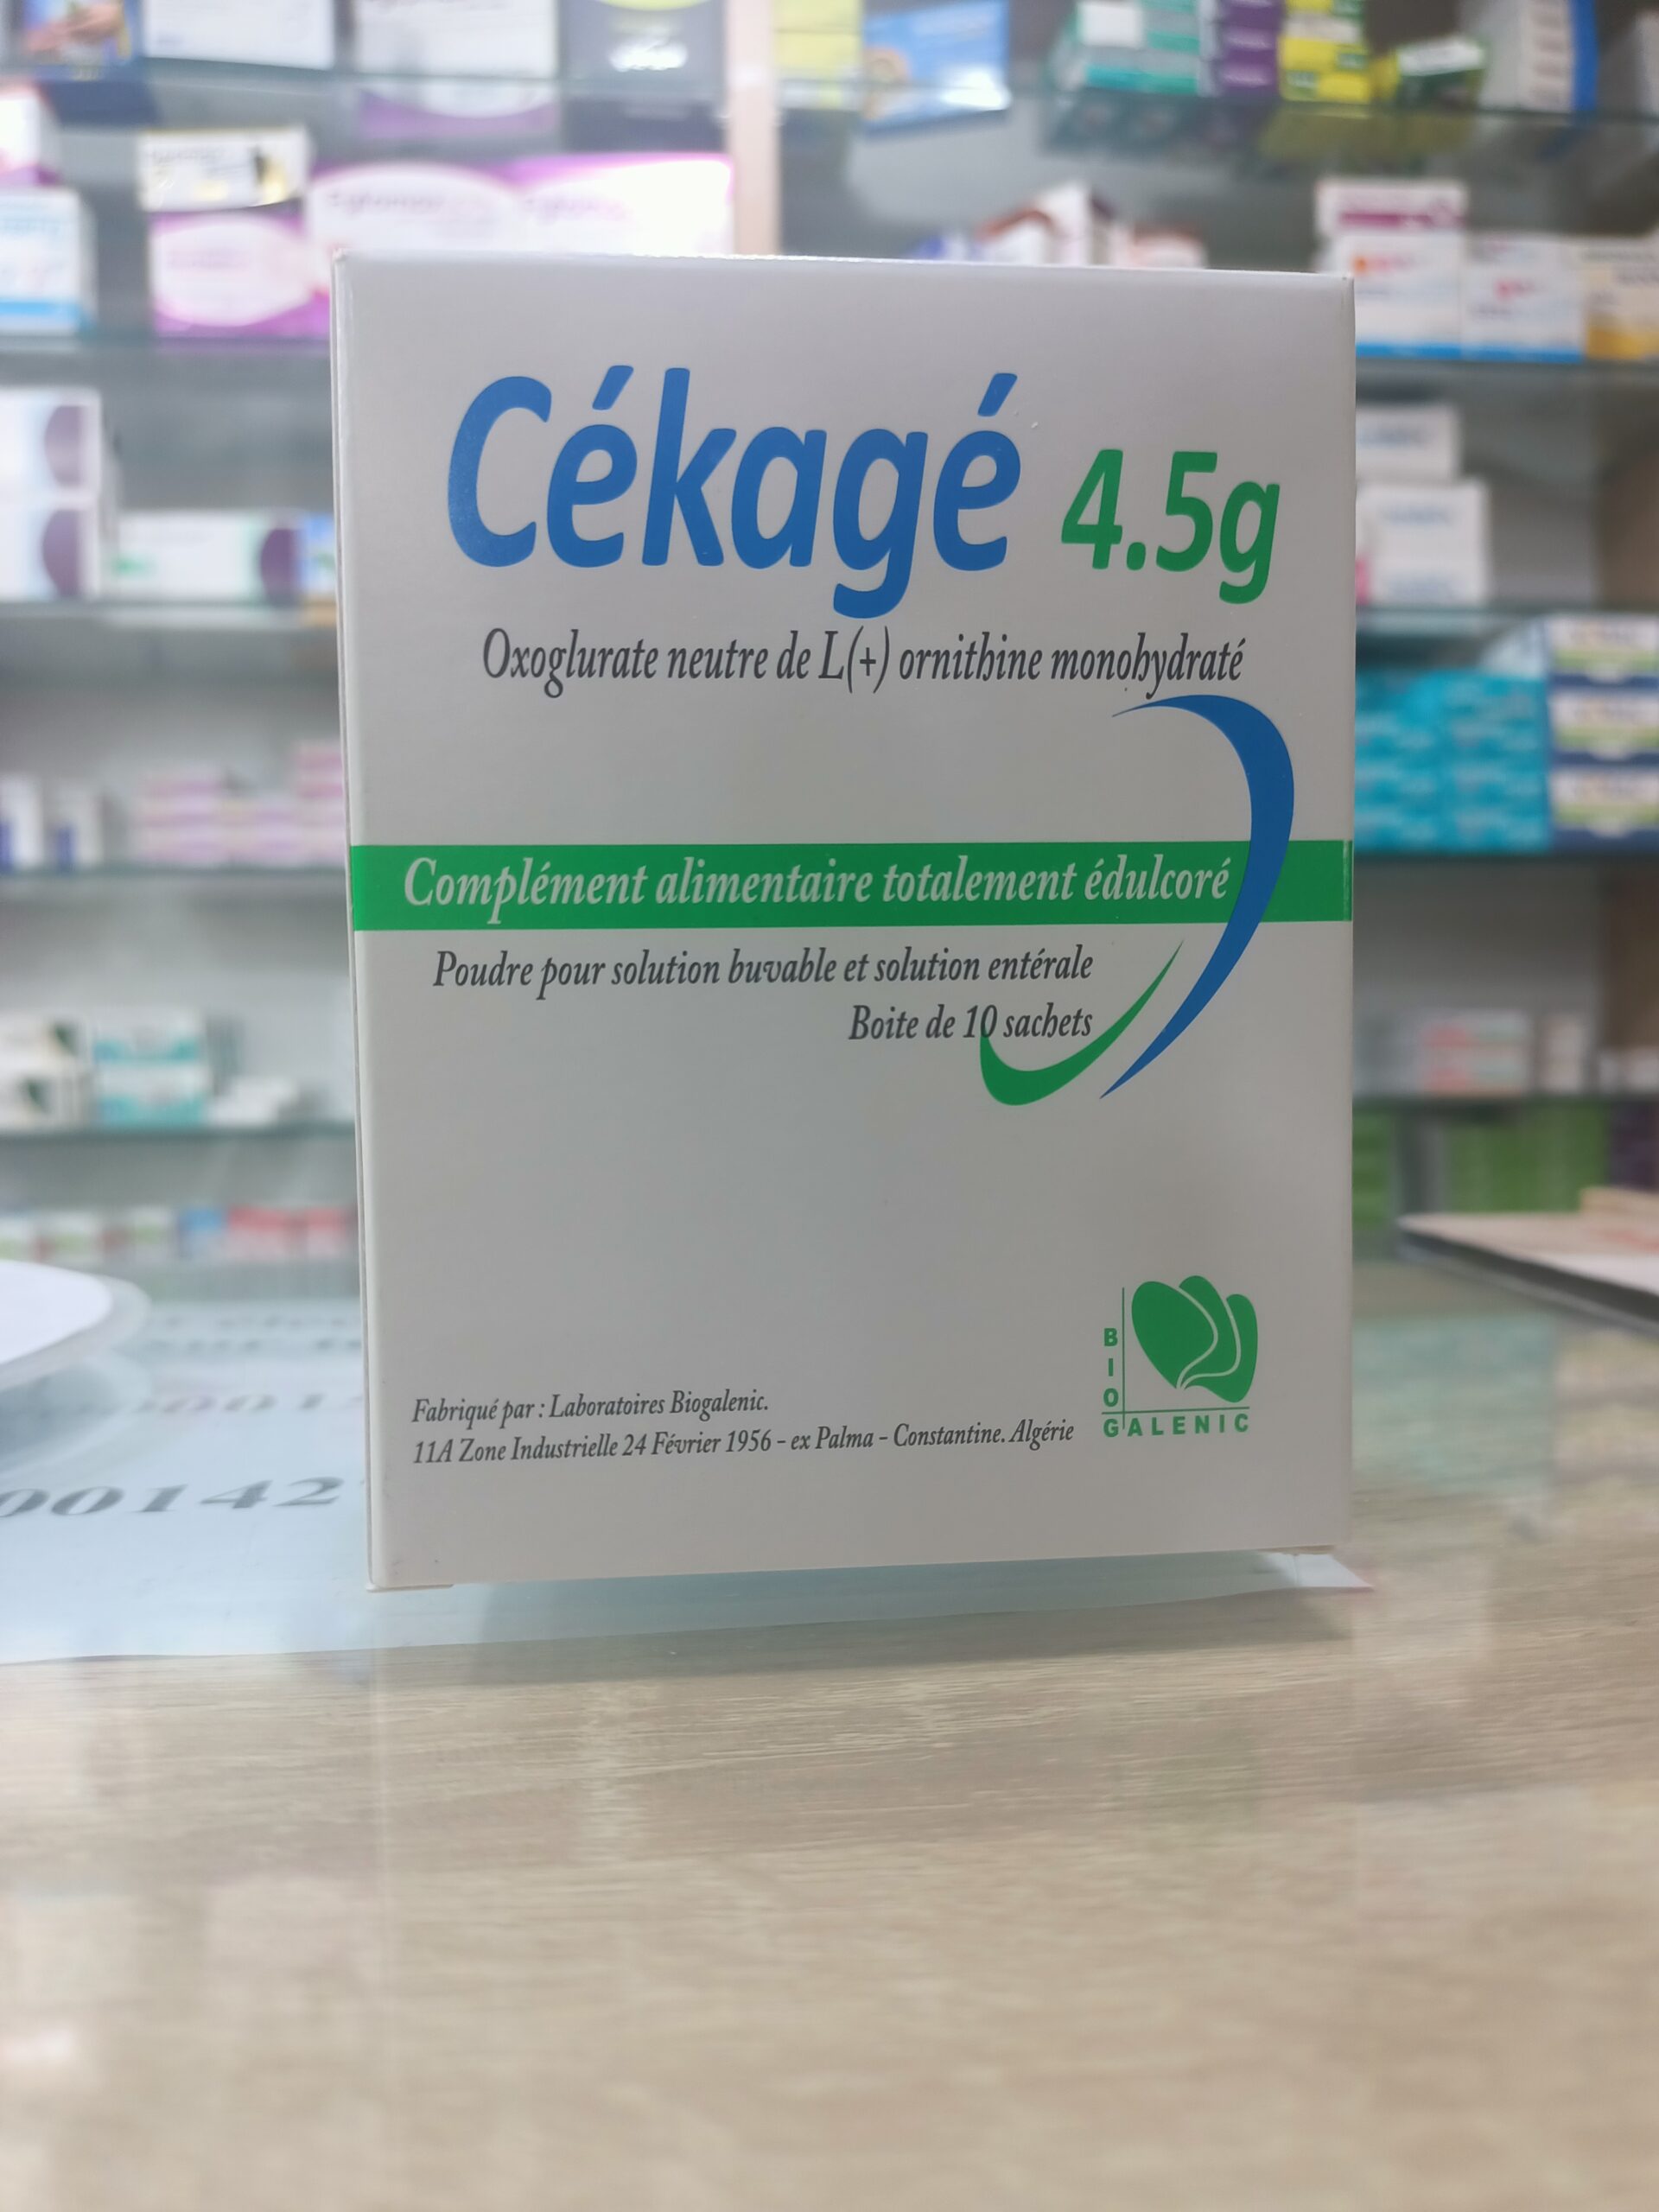 Cékagé 4.5g
Oxoglurate neutre de L(+) ornithine monohydraté
Complément alimentaire totalement édulcoré
Poudre pour solution buvable et solution entérale
Boite de 10 sachets
BIO
GALENIC
Fabriqué par : Laboratoires Biogalenic.
11A Zone Industrielle 24 Février 1956 - ex Palma - Constantine. Algérie